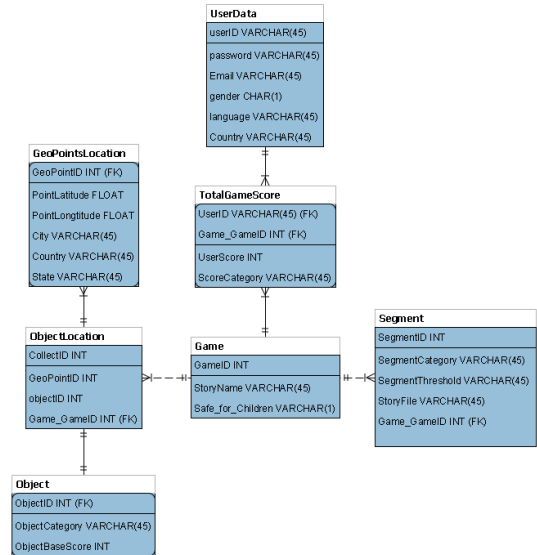 UserData
userID VARCHAR(45)
password VARCHAR(45)
Email VARCHAR(45)
gender CHAR(1)
language VARCHAR(45)
Country VARCHAR(45)
GeoPointsLocation
GeoPointID INT (FK)
PointLatitude FLOAT
PointLongtitude FLOAT
City VARCHAR(45)
Country VARCHAR(45)
State VARCHAR(45)
TotalGameScore
UserID VARCHAR(45) (FK)
Game_GameID INT (FK)
UserScore INT
ScoreCategory VARCHAR(45)
ObjectLocation
CollectID INT
GeoPointID INT
objectID INT
Game_GameID INT (FK)
Game
GameID INT
StoryName VARCHAR(45)
Safe_for_Children VARCHAR(1)
Segment
SegmentID INT
SegmentCategory VARCHAR(45)
SegmentThreshold VARCHAR(45)
StoryFile VARCHAR(45)
Game_GameID INT (FK)
Object
ObjectID INT (FK)
ObjectCategory VARCHAR(45)
ObjectBaseScore INT